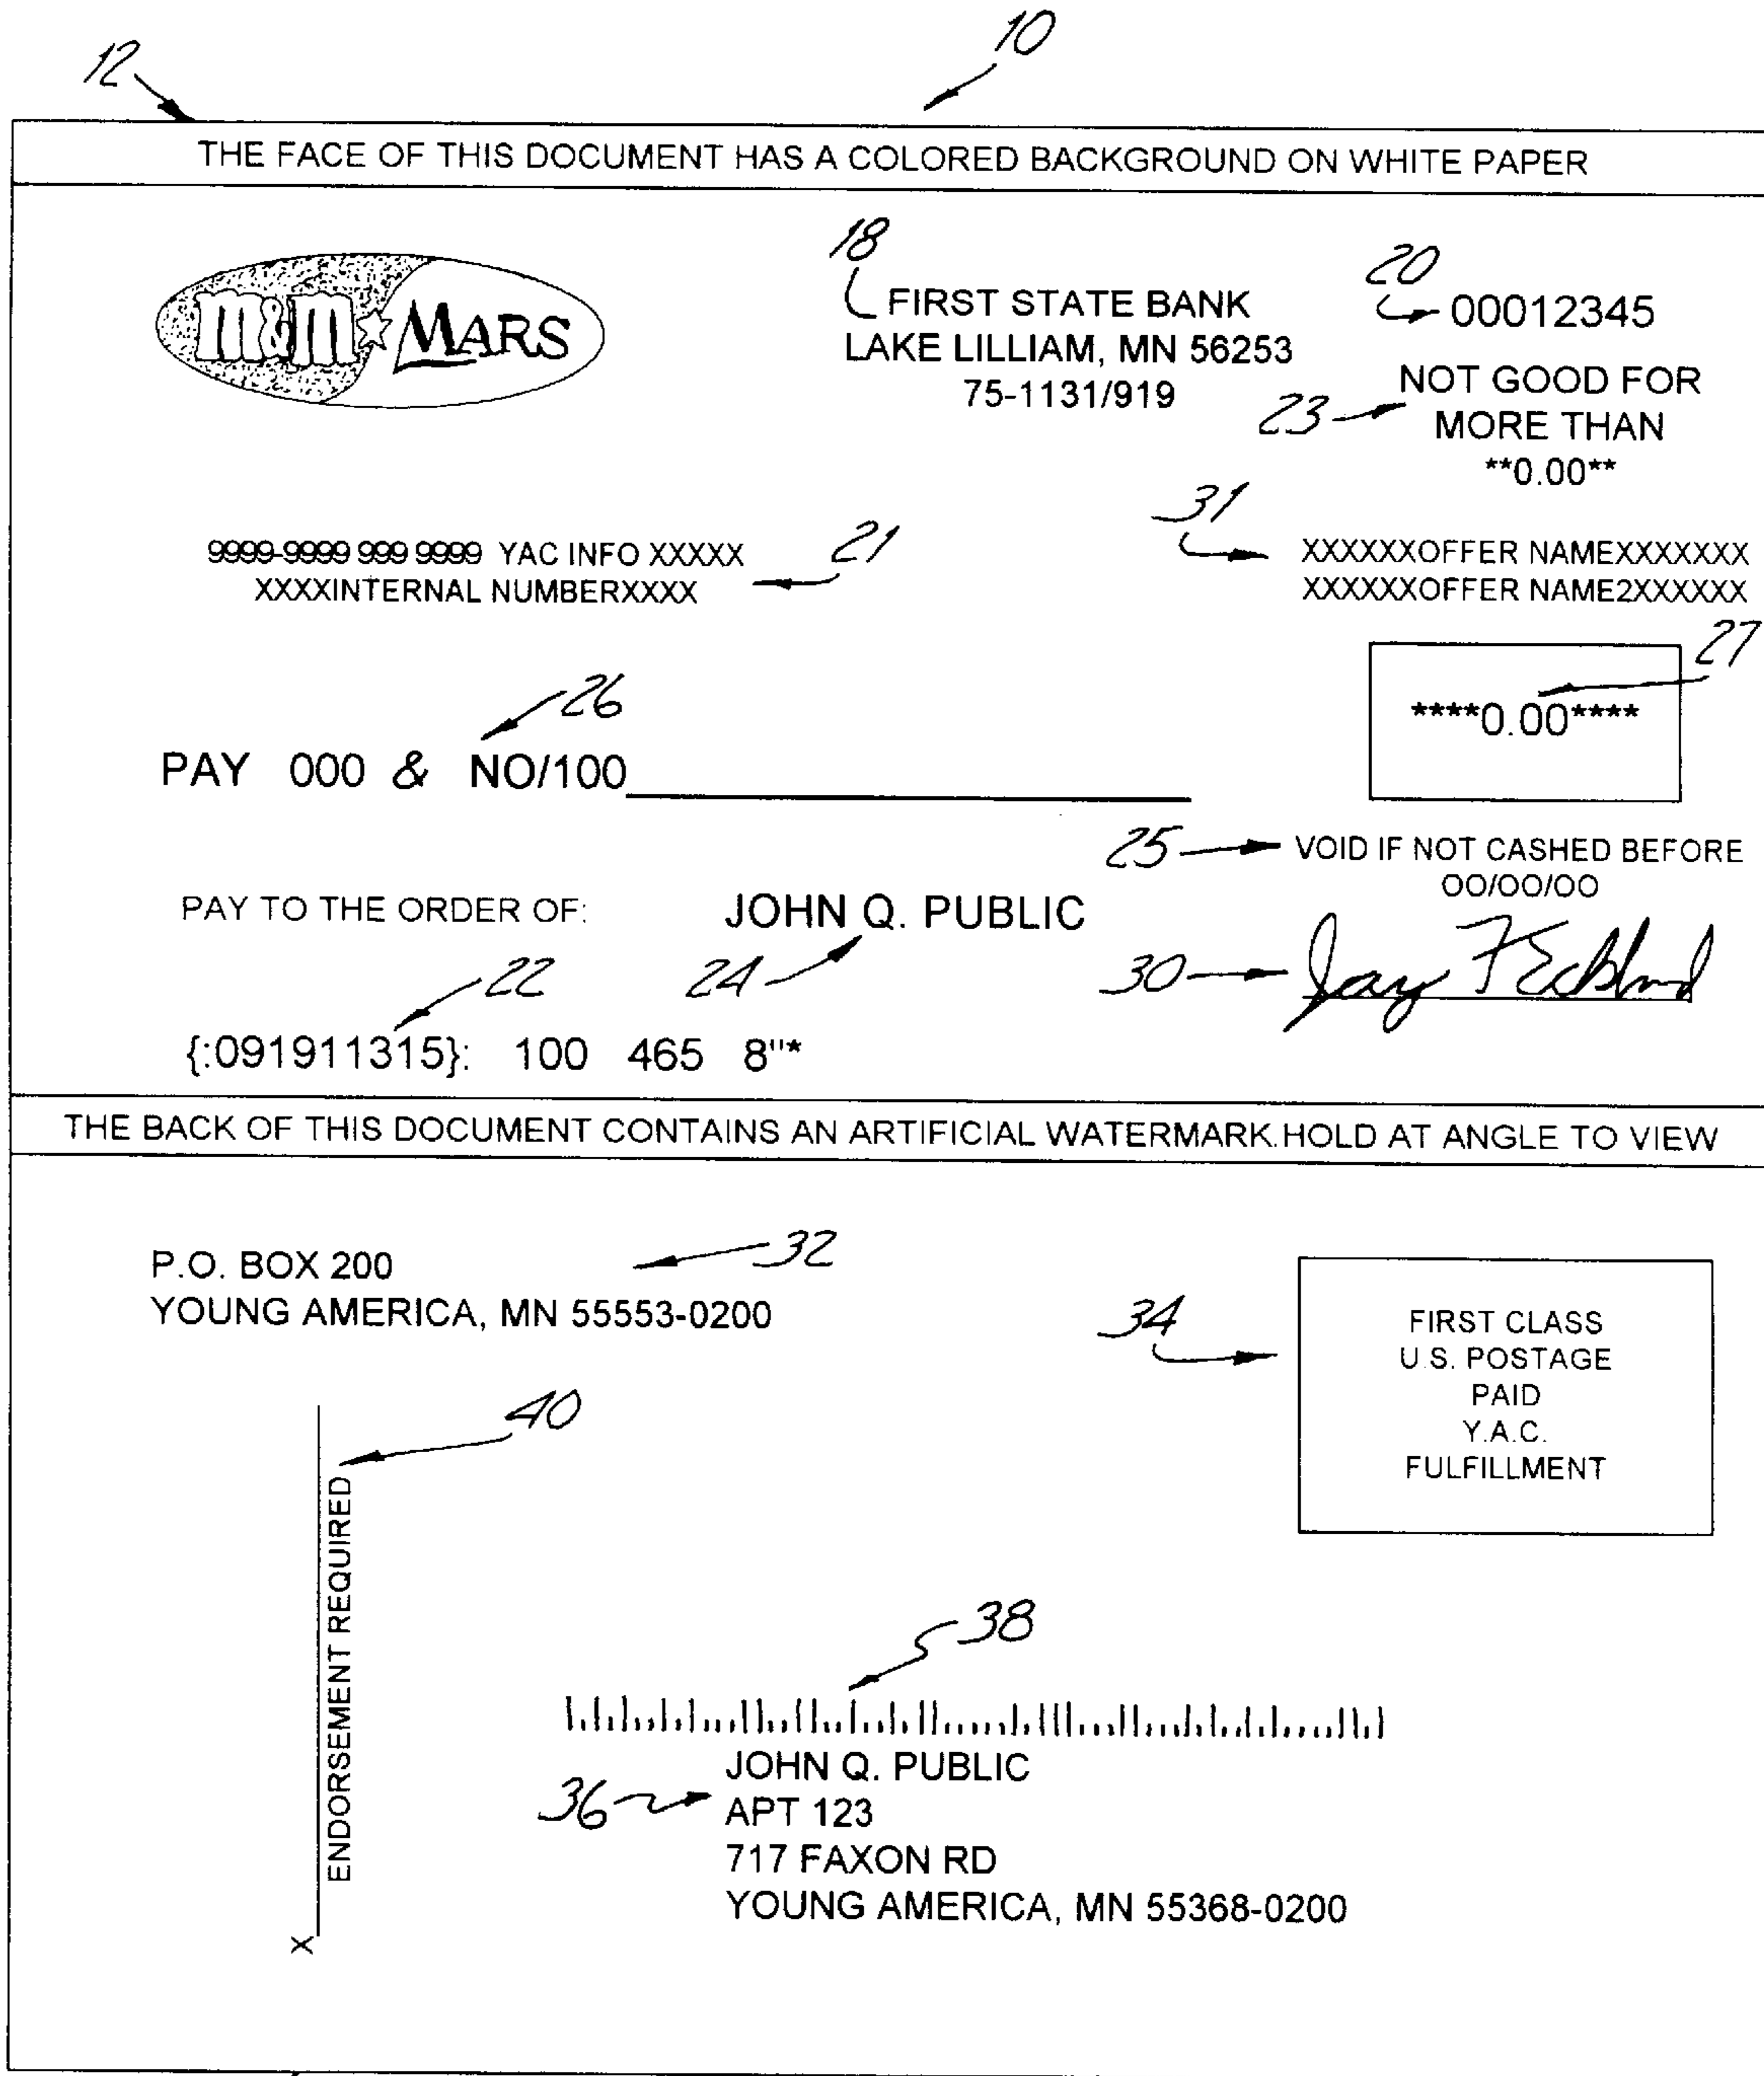 12
10
THE FACE OF THIS DOCUMENT HAS A COLORED BACKGROUND ON WHITE PAPER
m&m MARS
18
FIRST STATE BANK
LAKE LILLIAM, MN 56253
75-1131/919
20
00012345
23
NOT GOOD FOR
MORE THAN
**0.00**
9999-9999 999 9999 YAC INFO XXXXX
XXXXINTERNAL NUMBERXXXX
21
31
XXXXXXOFFER NAMEXXXXXXX
XXXXXXOFFER NAME2XXXXXX
27
****0.00****
26
PAY 000 & NO/100
25
VOID IF NOT CASHED BEFORE
00/00/00
PAY TO THE ORDER OF: JOHN Q. PUBLIC
22
24
30
Jay F Ecklund
{:091911315}: 100 465 8"*
THE BACK OF THIS DOCUMENT CONTAINS AN ARTIFICIAL WATERMARK.HOLD AT ANGLE TO VIEW
P.O. BOX 200
YOUNG AMERICA, MN 55553-0200
32
34
FIRST CLASS
U.S. POSTAGE
PAID
Y.A.C.
FULFILLMENT
40
ENDORSEMENT REQUIRED
X
38
36
JOHN Q. PUBLIC
APT 123
717 FAXON RD
YOUNG AMERICA, MN 55368-0200